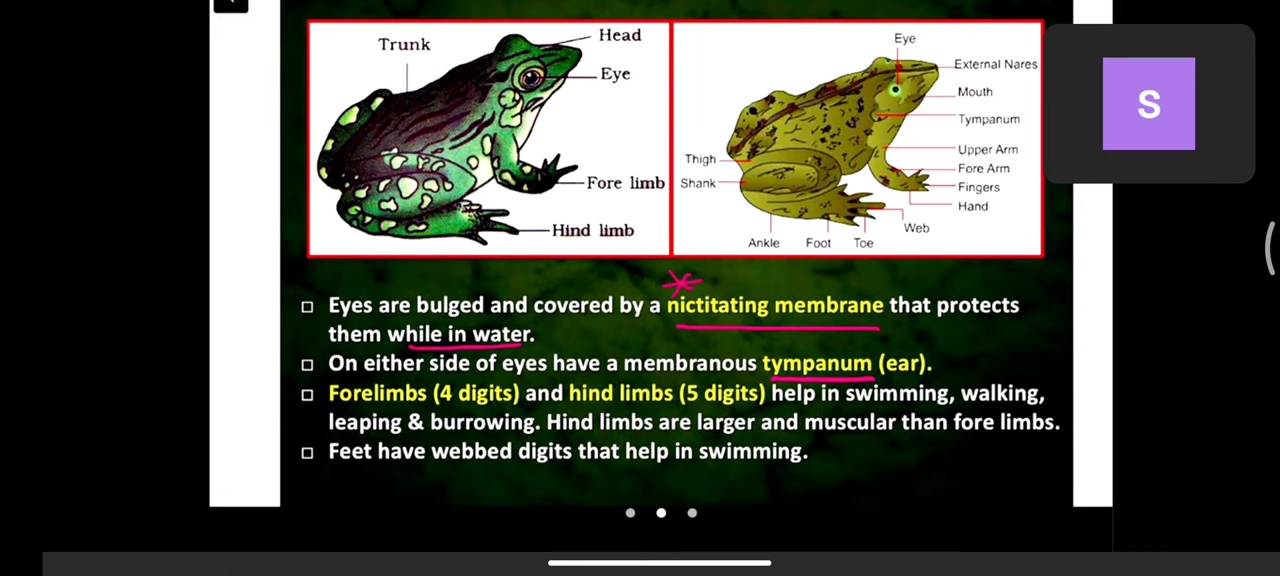 Trunk
Head
Eye
Fore limb
Hind limb
Eye
External Nares
Mouth
Tympanum
Upper Arm
Fore Arm
Fingers
Hand
Web
Thigh
Shank
Ankle Foot Toe
S
□ Eyes are bulged and covered by a nictitating membrane that protects
them while in water.
□ On either side of eyes have a membranous tympanum (ear).
□ Forelimbs (4 digits) and hind limbs (5 digits) help in swimming, walking,
leaping & burrowing. Hind limbs are larger and muscular than fore limbs.
□ Feet have webbed digits that help in swimming.